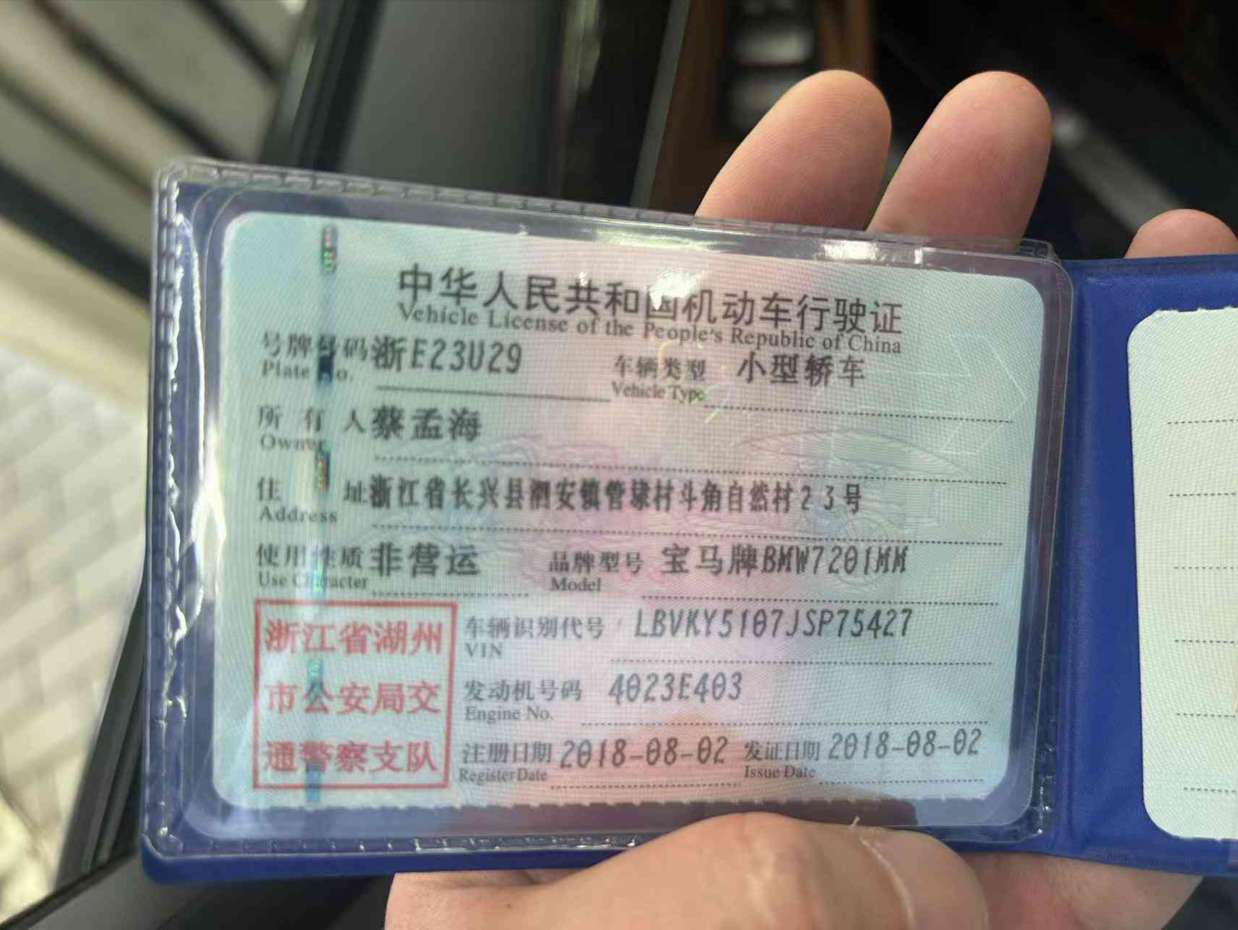 中华人民共和国机动车行驶证
Vehicle License of the People's Republic of China
号牌号码 浙E23U29 车辆类型 小型轿车
Plate No. Vehicle Type
所有人 蔡孟海
Owner
住址 浙江省长兴县泗安镇管埭村斗角自然村23号
Address
使用性质 非营运 品牌型号 宝马牌BMW7201MM
Use Character Model
浙江省湖州
市公安局交
通警察支队
车辆识别代号 LBVKY5107JSP75427
VIN
发动机号码 4023E403
Engine No.
注册日期 2018-08-02 发证日期 2018-08-02
Register Date Issue Date